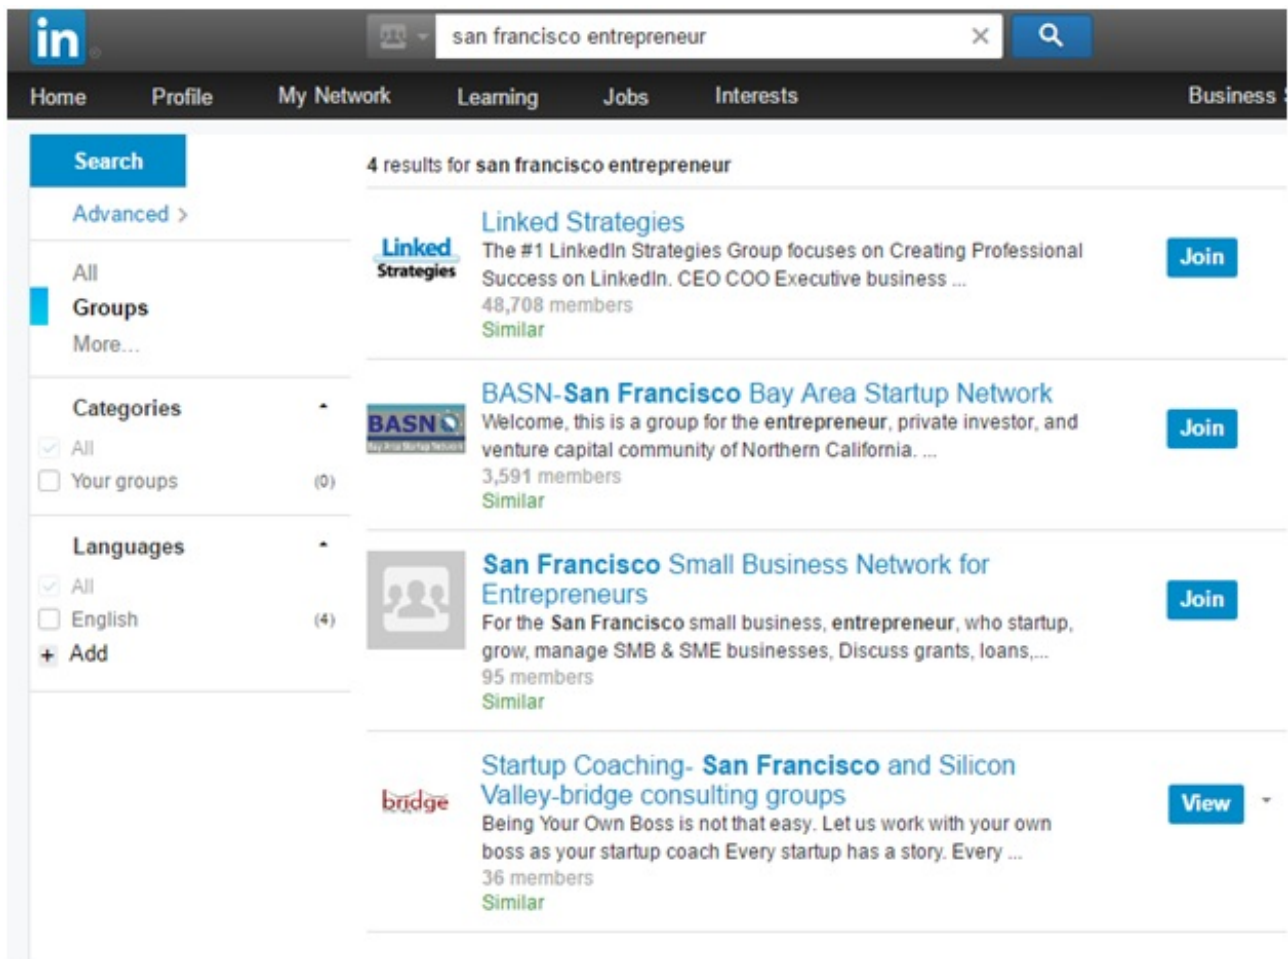 in
san francisco entrepreneur
Home Profile My Network Learning Jobs Interests Business
Search
Advanced >
All
Groups
More...
Categories
All
Your groups (0)
Languages
All
English (4)
+ Add
4 results for san francisco entrepreneur
Linked
Strategies
Linked Strategies
The #1 LinkedIn Strategies Group focuses on Creating Professional
Success on LinkedIn. CEO COO Executive business ...
48,708 members
Similar
Join
BASN
BASN-San Francisco Bay Area Startup Network
Welcome, this is a group for the entrepreneur, private investor, and
venture capital community of Northern California. ...
3,591 members
Similar
Join
San Francisco Small Business Network for
Entrepreneurs
For the San Francisco small business, entrepreneur, who startup,
grow, manage SMB & SME businesses, Discuss grants, loans,...
95 members
Similar
Join
bridge
Startup Coaching- San Francisco and Silicon
Valley-bridge consulting groups
Being Your Own Boss is not that easy. Let us work with your own
boss as your startup coach Every startup has a story. Every ...
36 members
Similar
View